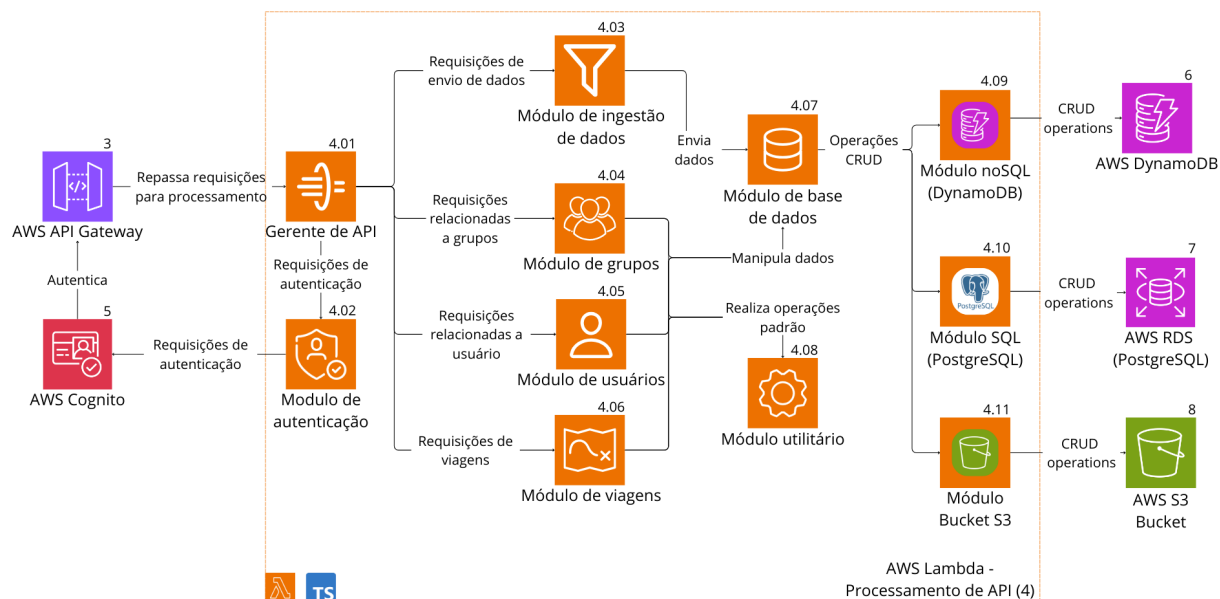 3
AWS API Gateway
Autentica
5
AWS Cognito
Repassa requisições
para processamento
Requisições de
autenticação
4.01
Gerente de API
Requisições de
autenticação
4.02
Modulo de
autenticação
Requisições de
envio de dados
Requisições
relacionadas
a grupos
Requisições
relacionadas a
usuário
Requisições de
viagens
4.03
Módulo de ingestão
de dados
4.04
Módulo de grupos
4.05
Módulo de usuários
4.06
Módulo de viagens
Envia
dados
4.07
Módulo de base
de dados
Manipula dados
Realiza operações
padrão
4.08
Módulo utilitário
Operações
CRUD
4.09
Módulo noSQL
(DynamoDB)
4.10
PostgreSQL
Módulo SQL
(PostgreSQL)
4.11
Módulo
Bucket S3
CRUD
operations
6
AWS DynamoDB
CRUD
operations
7
AWS RDS
(PostgreSQL)
CRUD
operations
8
AWS S3
Bucket
TS
AWS Lambda -
Processamento de API (4)